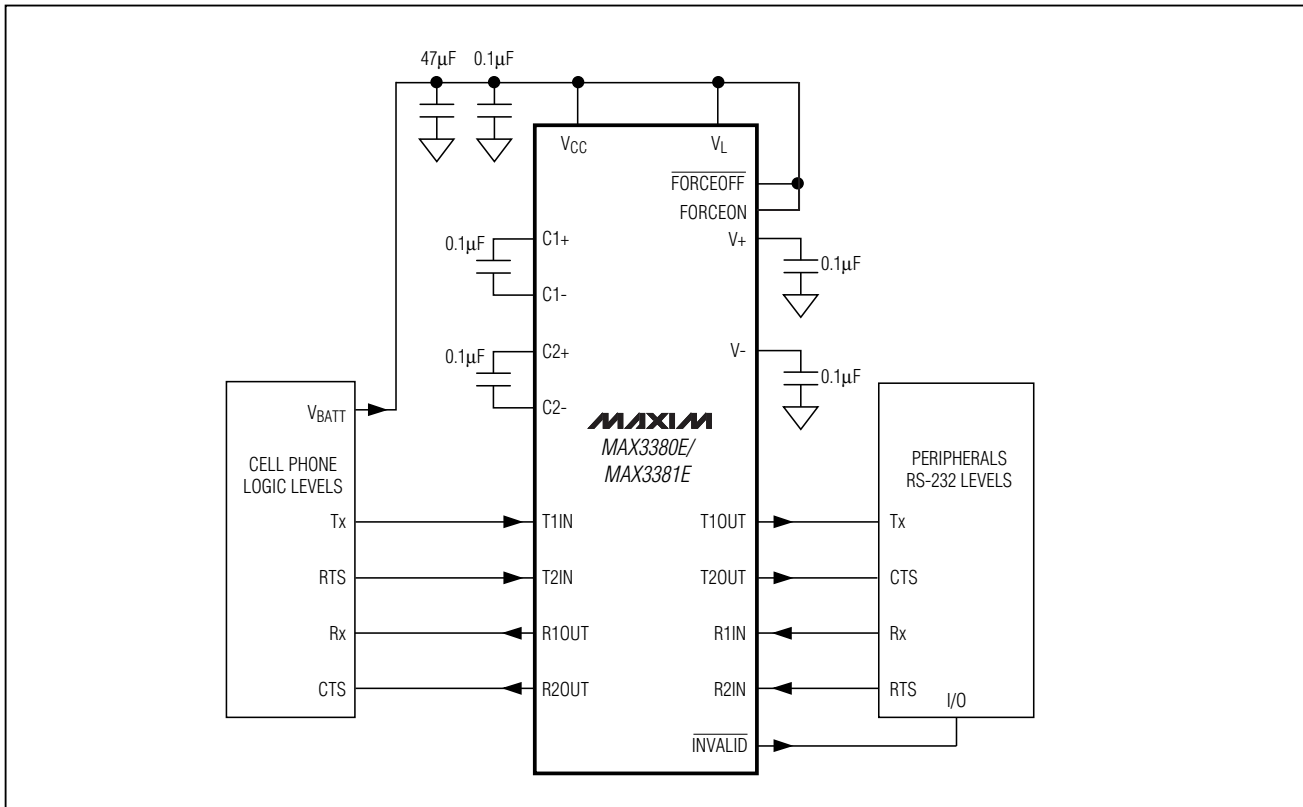 47μF 0.1μF
VCC VL
FORCEOFF
FORCEON
0.1μF C1+ V+ 0.1μF
C1-
0.1μF C2+ V- 0.1μF
C2-
VBATT
MAXIM
MAX3380E/
MAX3381E
CELL PHONE
LOGIC LEVELS
PERIPHERALS
RS-232 LEVELS
Tx T1IN T1OUT Tx
RTS T2IN T2OUT CTS
Rx R1OUT R1IN Rx
CTS R2OUT R2IN RTS
I/O
INVALID